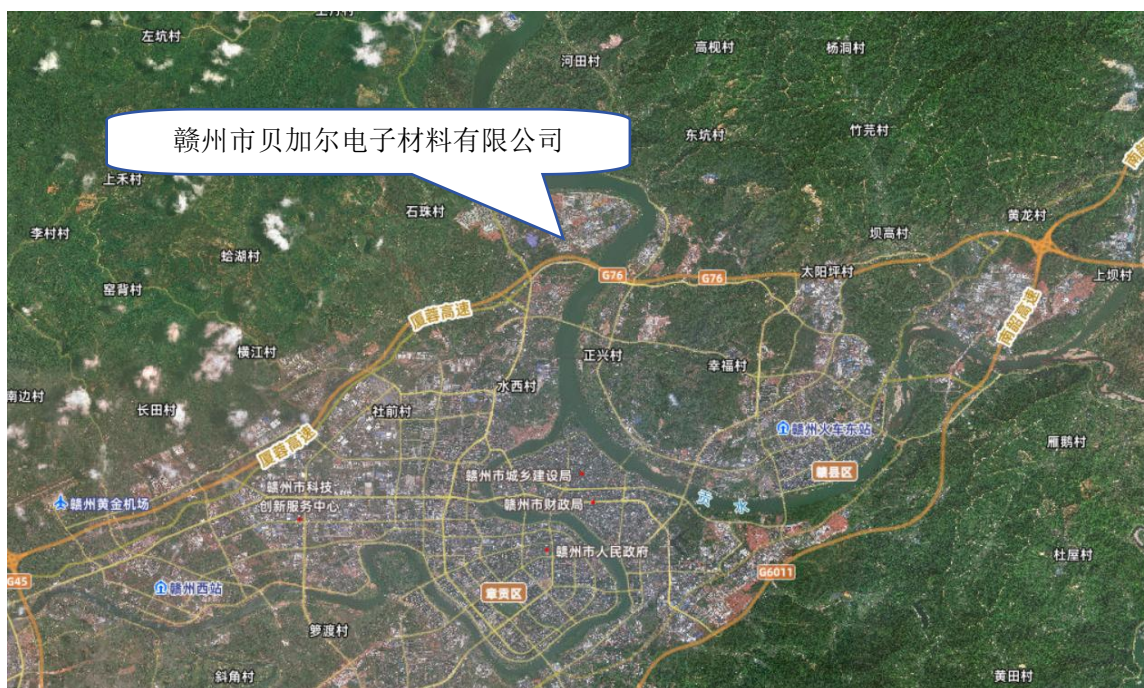 左坑村
高枧村
杨洞村
河田村
赣州市贝加尔电子材料有限公司
东坑村
竹芫村
上禾村
石珠村
黄龙村
李村村
坝高村
蛤湖村
G76
G76
太阳坪村
上坝村
窑背村
厦蓉高速
南韶高速
横江村
正兴村
幸福村
水西村
南边村
长田村
社前村
赣州火车东站
厦蓉高速
雁鹅村
赣县区
赣州市城乡建设局
赣州市科技
创新服务中心
赣州黄金机场
赣州市财政局
贡水
赣州市人民政府
杜屋村
G45
赣州西站
G6011
章贡区
箩渡村
斜角村
黄田村